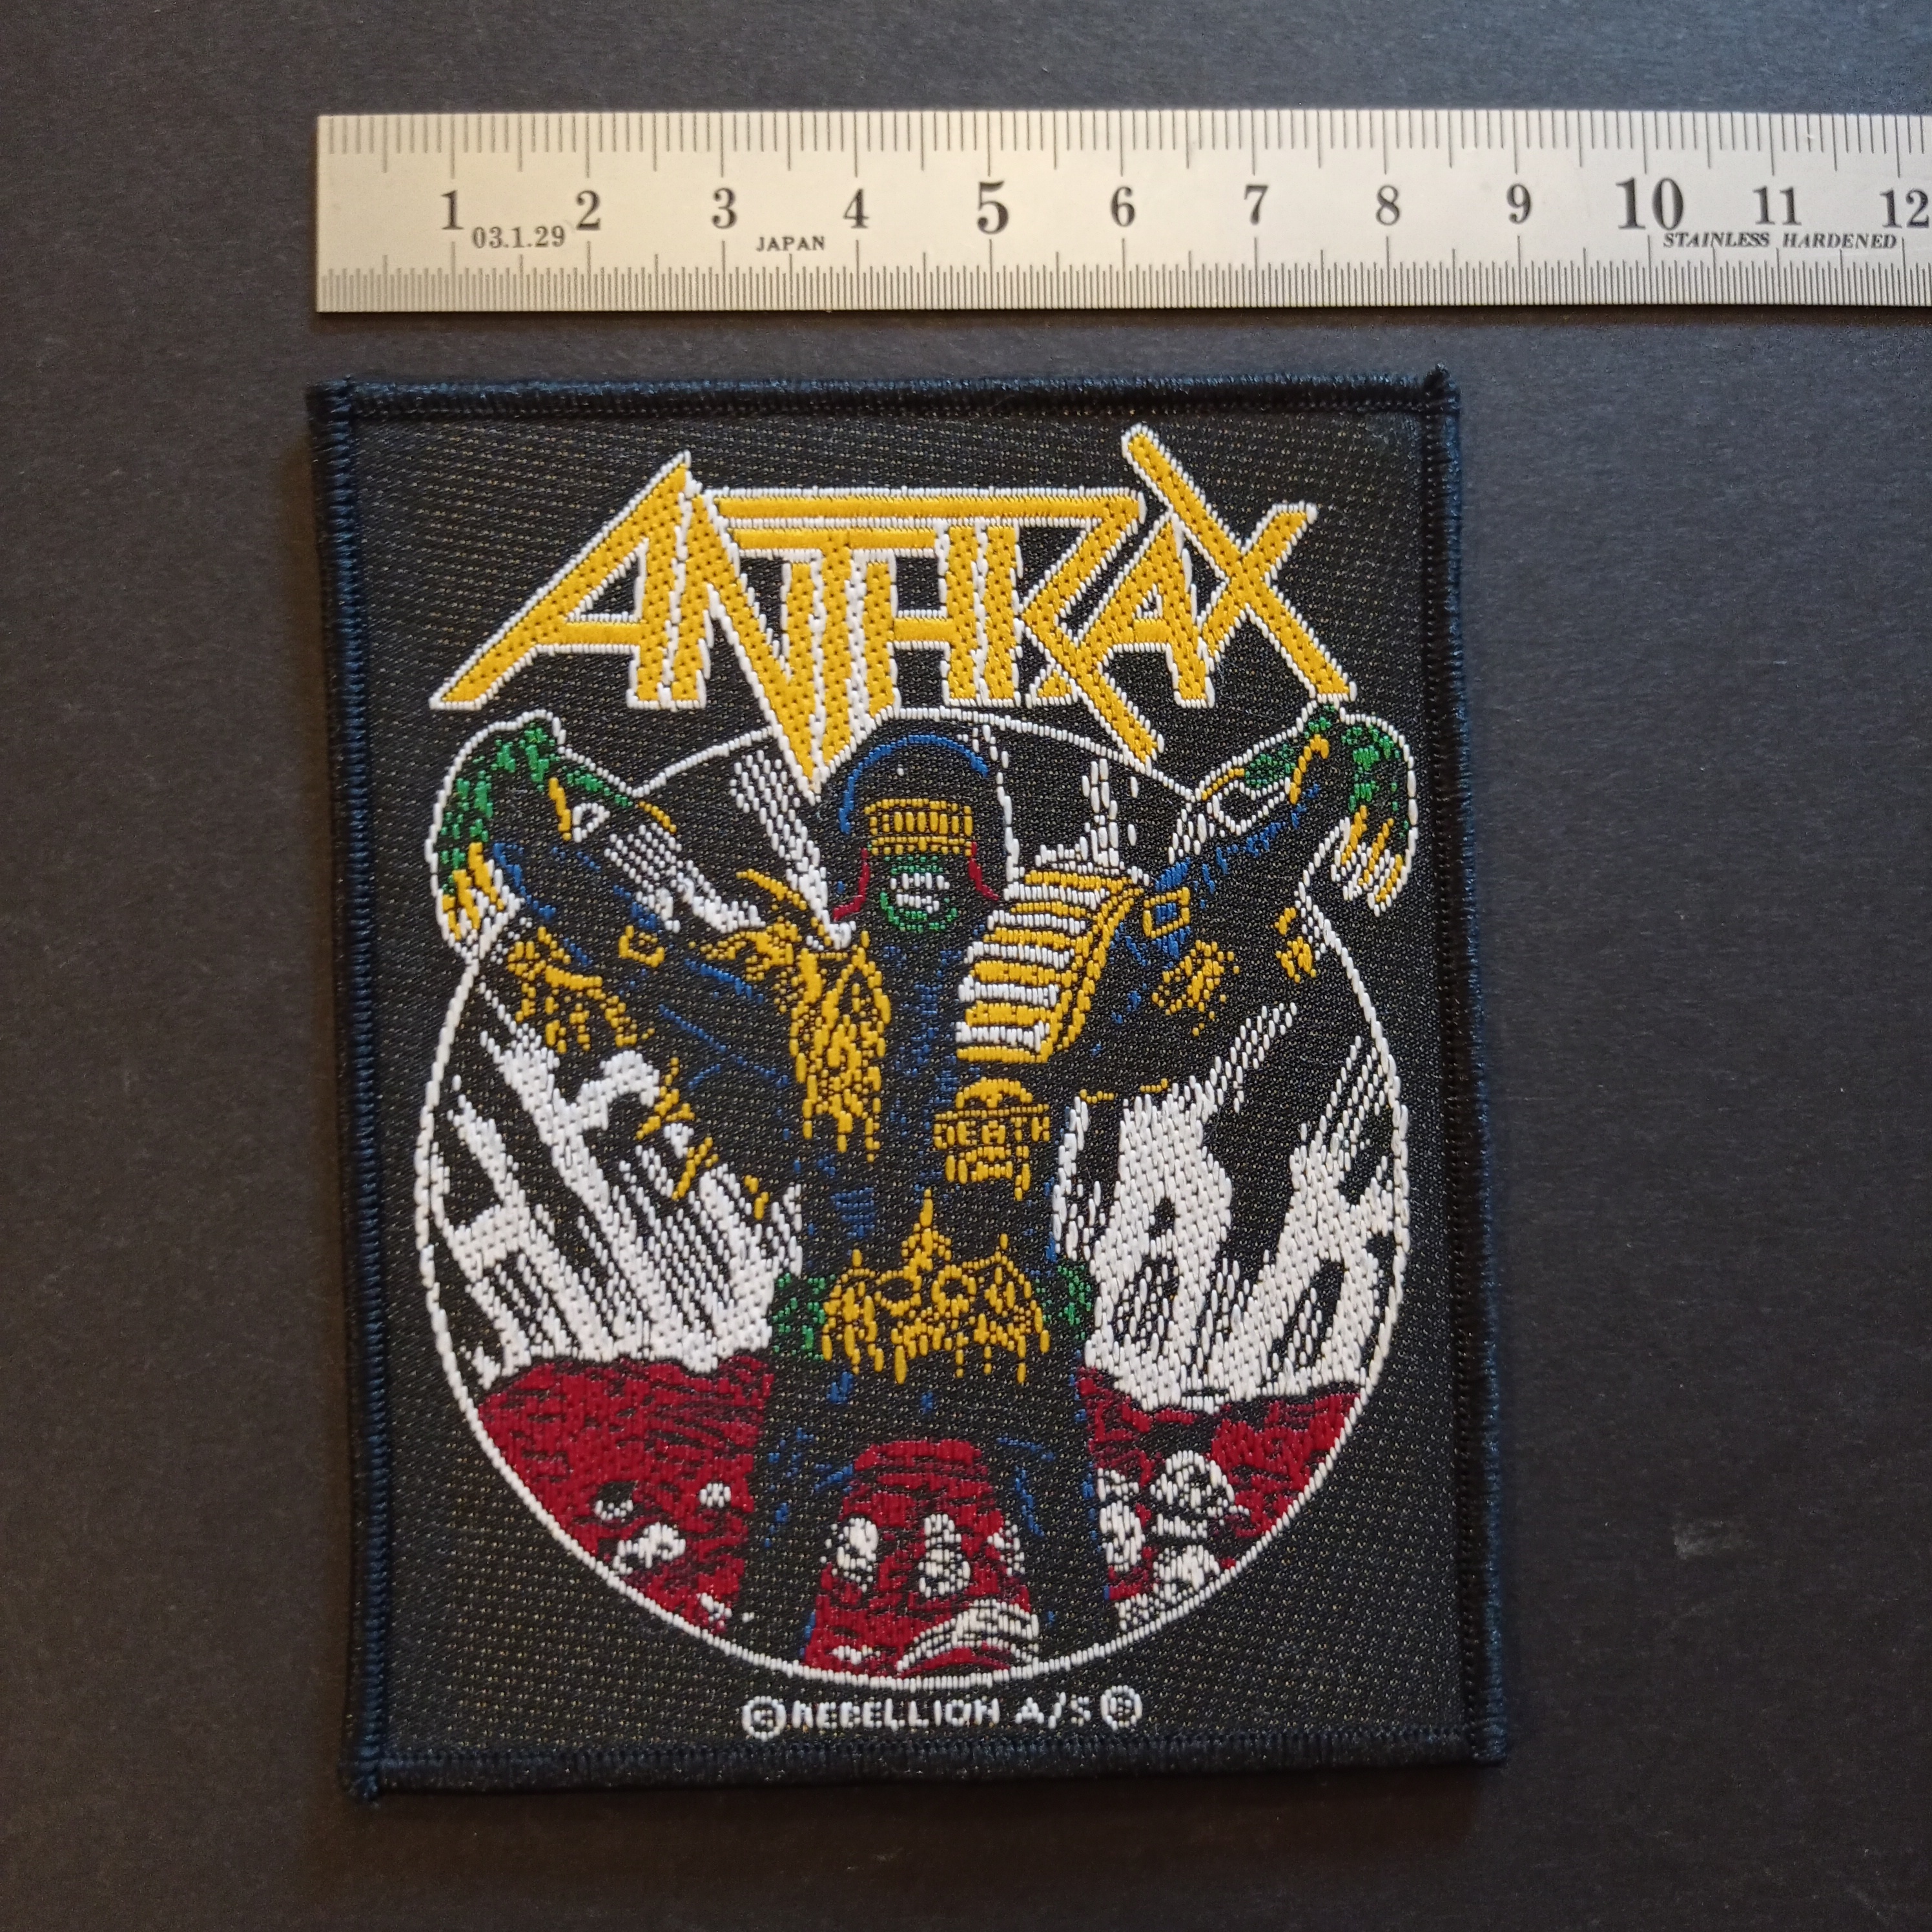 1 2 3 4 5 6 7 8 9 10 11 12
03.1.29 JAPAN STAINLESS HARDENED
ANTHRAX
DEATH
© REBELLION A/S ®